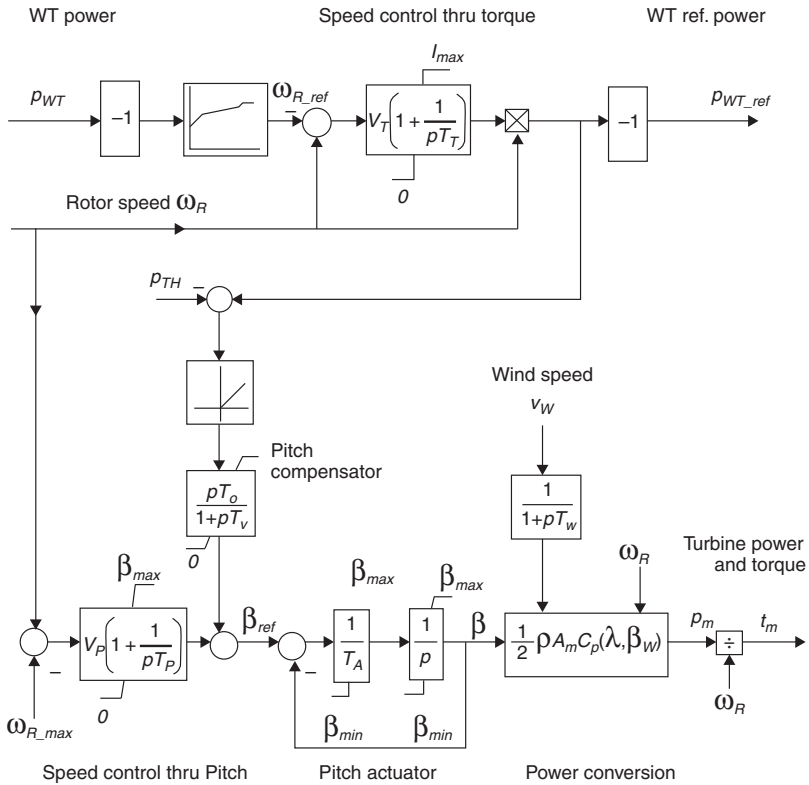 WT power
Speed control thru torque
WT ref. power
I_max
p_WT
ω_R_ref
p_WT_ref
−1
−
V_T(1 + 1/pT_T)
−1
0
Rotor speed ω_R
p_TH
−
Wind speed
v_W
Pitch
compensator
pT_o/1+pT_v
1/1+pT_w
0
ω_R
Turbine power
and torque
β_max
β_max
β_max
β_ref
β
p_m
t_m
V_P(1 + 1/pT_P)
1/T_A
1/p
1/2 ρA_mC_p(λ,β_W)
÷
−
−
0
ω_R
ω_R_max
β_min
β_min
Speed control thru Pitch
Pitch actuator
Power conversion